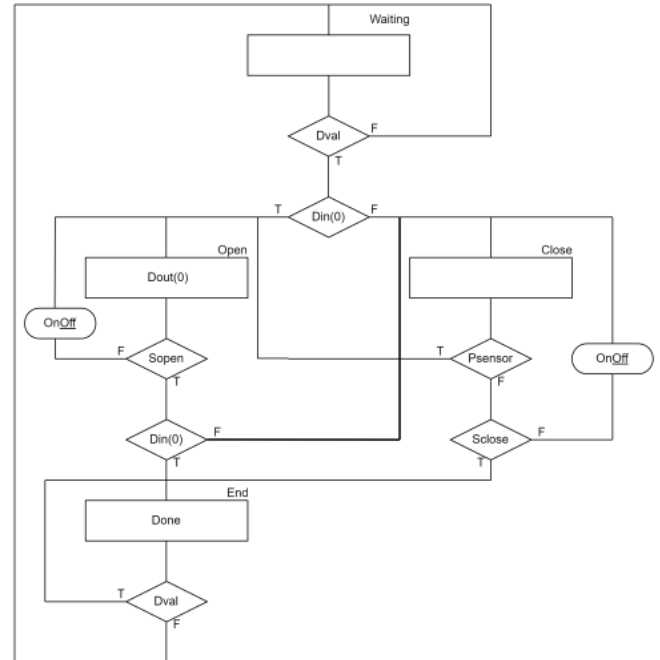 Waiting
Dval
F
T
T
Din(0)
F
Open
Close
Dout(0)
OnOff
F
Sopen
T
T
Psensor
F
OnOff
Din(0)
F
T
Sclose
F
T
End
Done
T
Dval
F